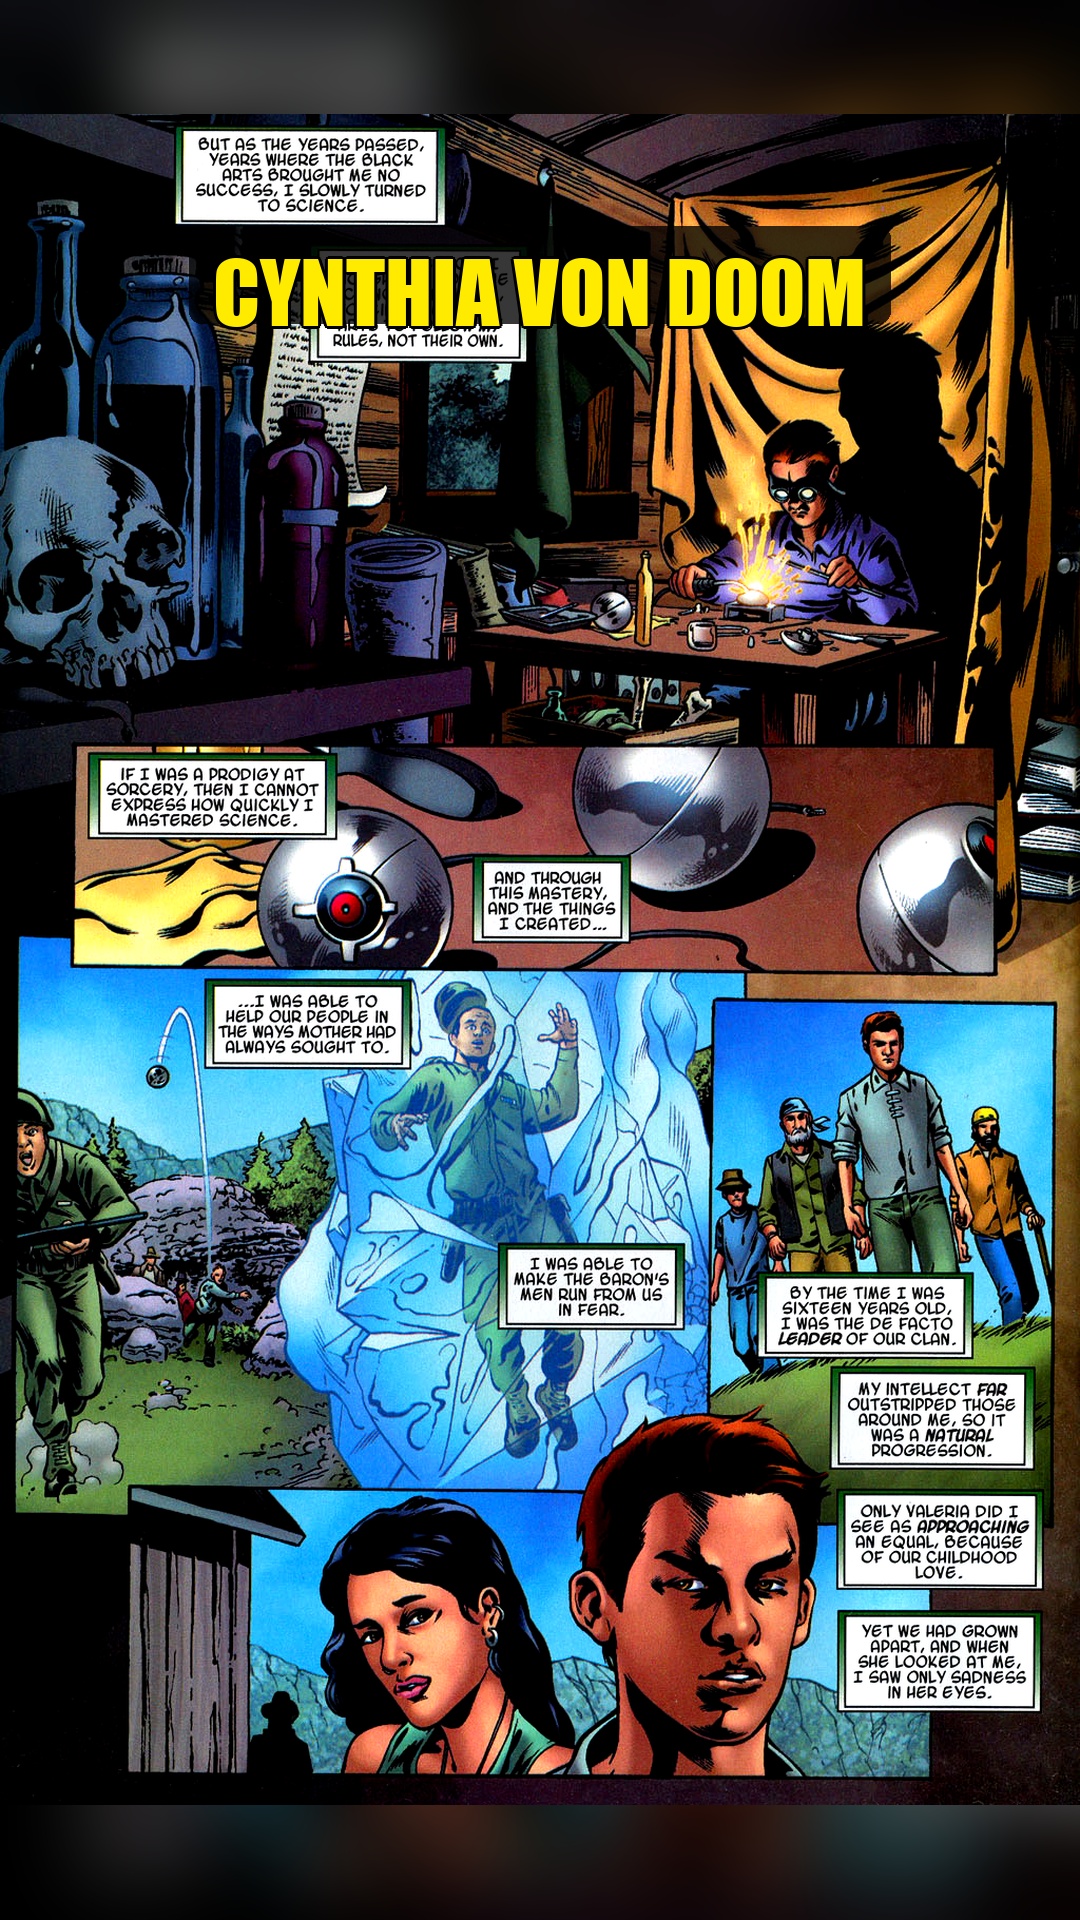 BUT AS THE YEARS PASSED,
YEARS WHERE THE BLACK
ARTS BROUGHT ME NO
SUCCESS, I SLOWLY TURNED
TO SCIENCE.
CYNTHIA VON DOOM
RULES, NOT THEIR OWN.
IF I WAS A PRODIGY AT
SORCERY, THEN I CANNOT
EXPRESS HOW QUICKLY I
MASTERED SCIENCE.
AND THROUGH
THIS MASTERY,
AND THE THINGS
I CREATED...
...I WAS ABLE TO
HELP OUR PEOPLE IN
THE WAYS MOTHER HAD
ALWAYS SOUGHT TO.
I WAS ABLE TO
MAKE THE BARON'S
MEN RUN FROM US
IN FEAR.
BY THE TIME I WAS
SIXTEEN YEARS OLD,
I WAS THE DE FACTO
LEADER OF OUR CLAN.
MY INTELLECT FAR
OUTSTRIPPED THOSE
AROUND ME, SO IT
WAS A NATURAL
PROGRESSION.
ONLY VALERIA DID I
SEE AS APPROACHING
AN EQUAL, BECAUSE
OF OUR CHILDHOOD
LOVE.
YET WE HAD GROWN
APART, AND WHEN
SHE LOOKED AT ME,
I SAW ONLY SADNESS
IN HER EYES.